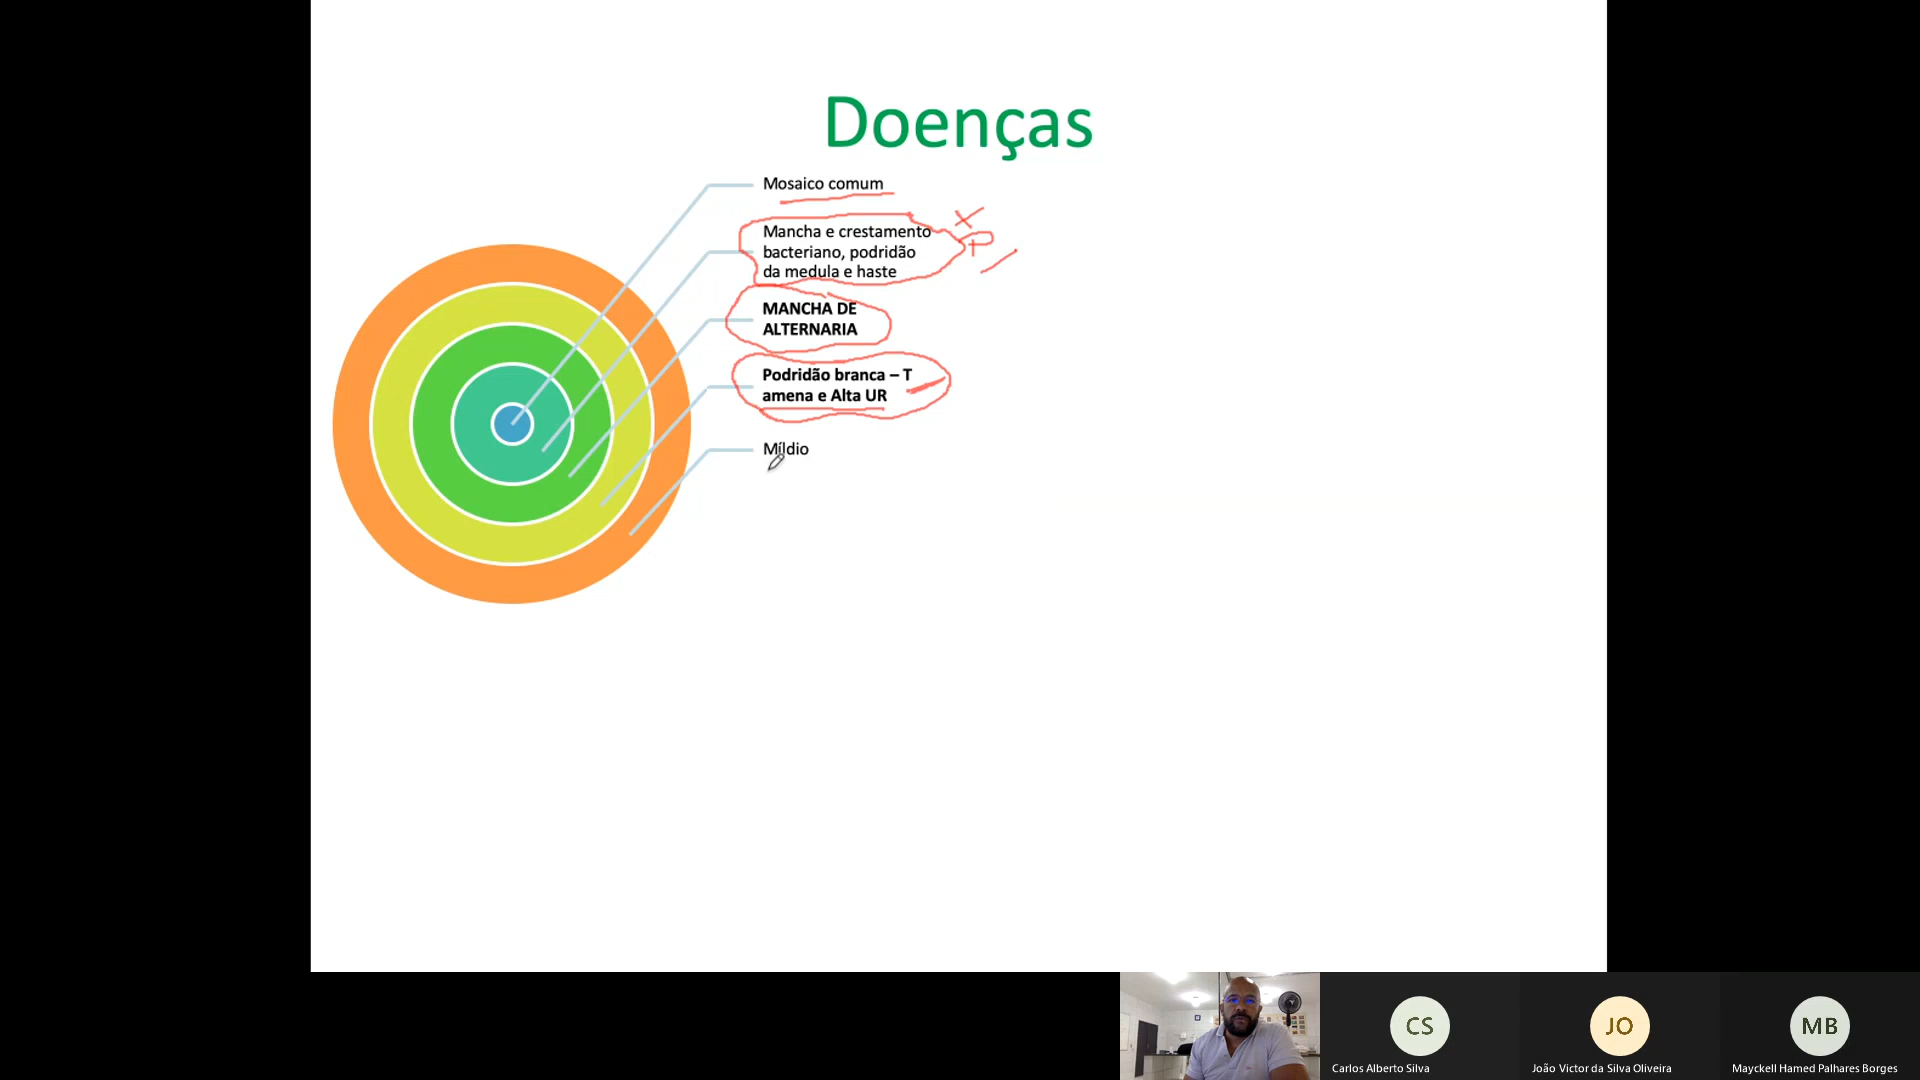 Doenças
Mosaico comum
Mancha e crestamento
bacteriano, podridão
da medula e haste
MANCHA DE
ALTERNARIA
Podridão branca – T
amena e Alta UR
Míldio
CS
JO
MB
Carlos Alberto Silva
João Victor da Silva Oliveira
Mayckell Hamed Palhares Borges